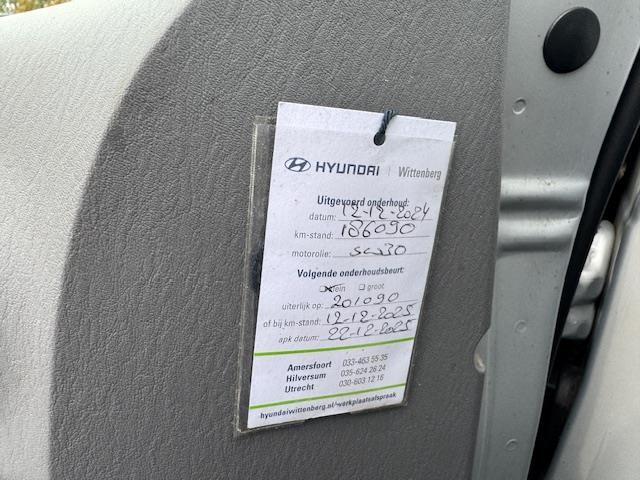 HYUNDAI | Wittenberg
Uitgevoerd onderhoud:
datum: 12-12-2024
km-stand: 186090
motorolie: 5w30
Volgende onderhoudsbeurt:
klein groot
uiterlijk op: 201090
of bij km-stand: 12-12-2025
apk datum: 22-12-2025
Amersfoort 033-463 55 35
Hilversum 035-624 26 24
Utrecht 030-603 12 16
hyundaiwittenberg.nl/werkplaatsafspraak